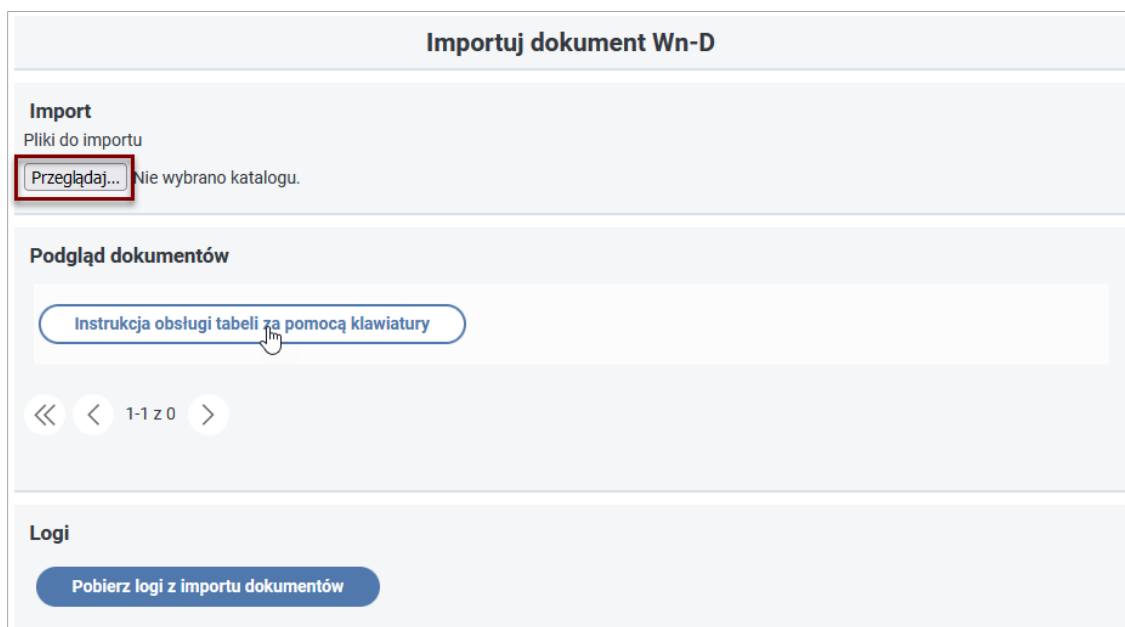 Importuj dokument Wn-D
Import
Pliki do importu
Przeglądaj... Nie wybrano katalogu.
Podgląd dokumentów
Instrukcja obsługi tabeli za pomocą klawiatury
1-1 z 0
Logi
Pobierz logi z importu dokumentów